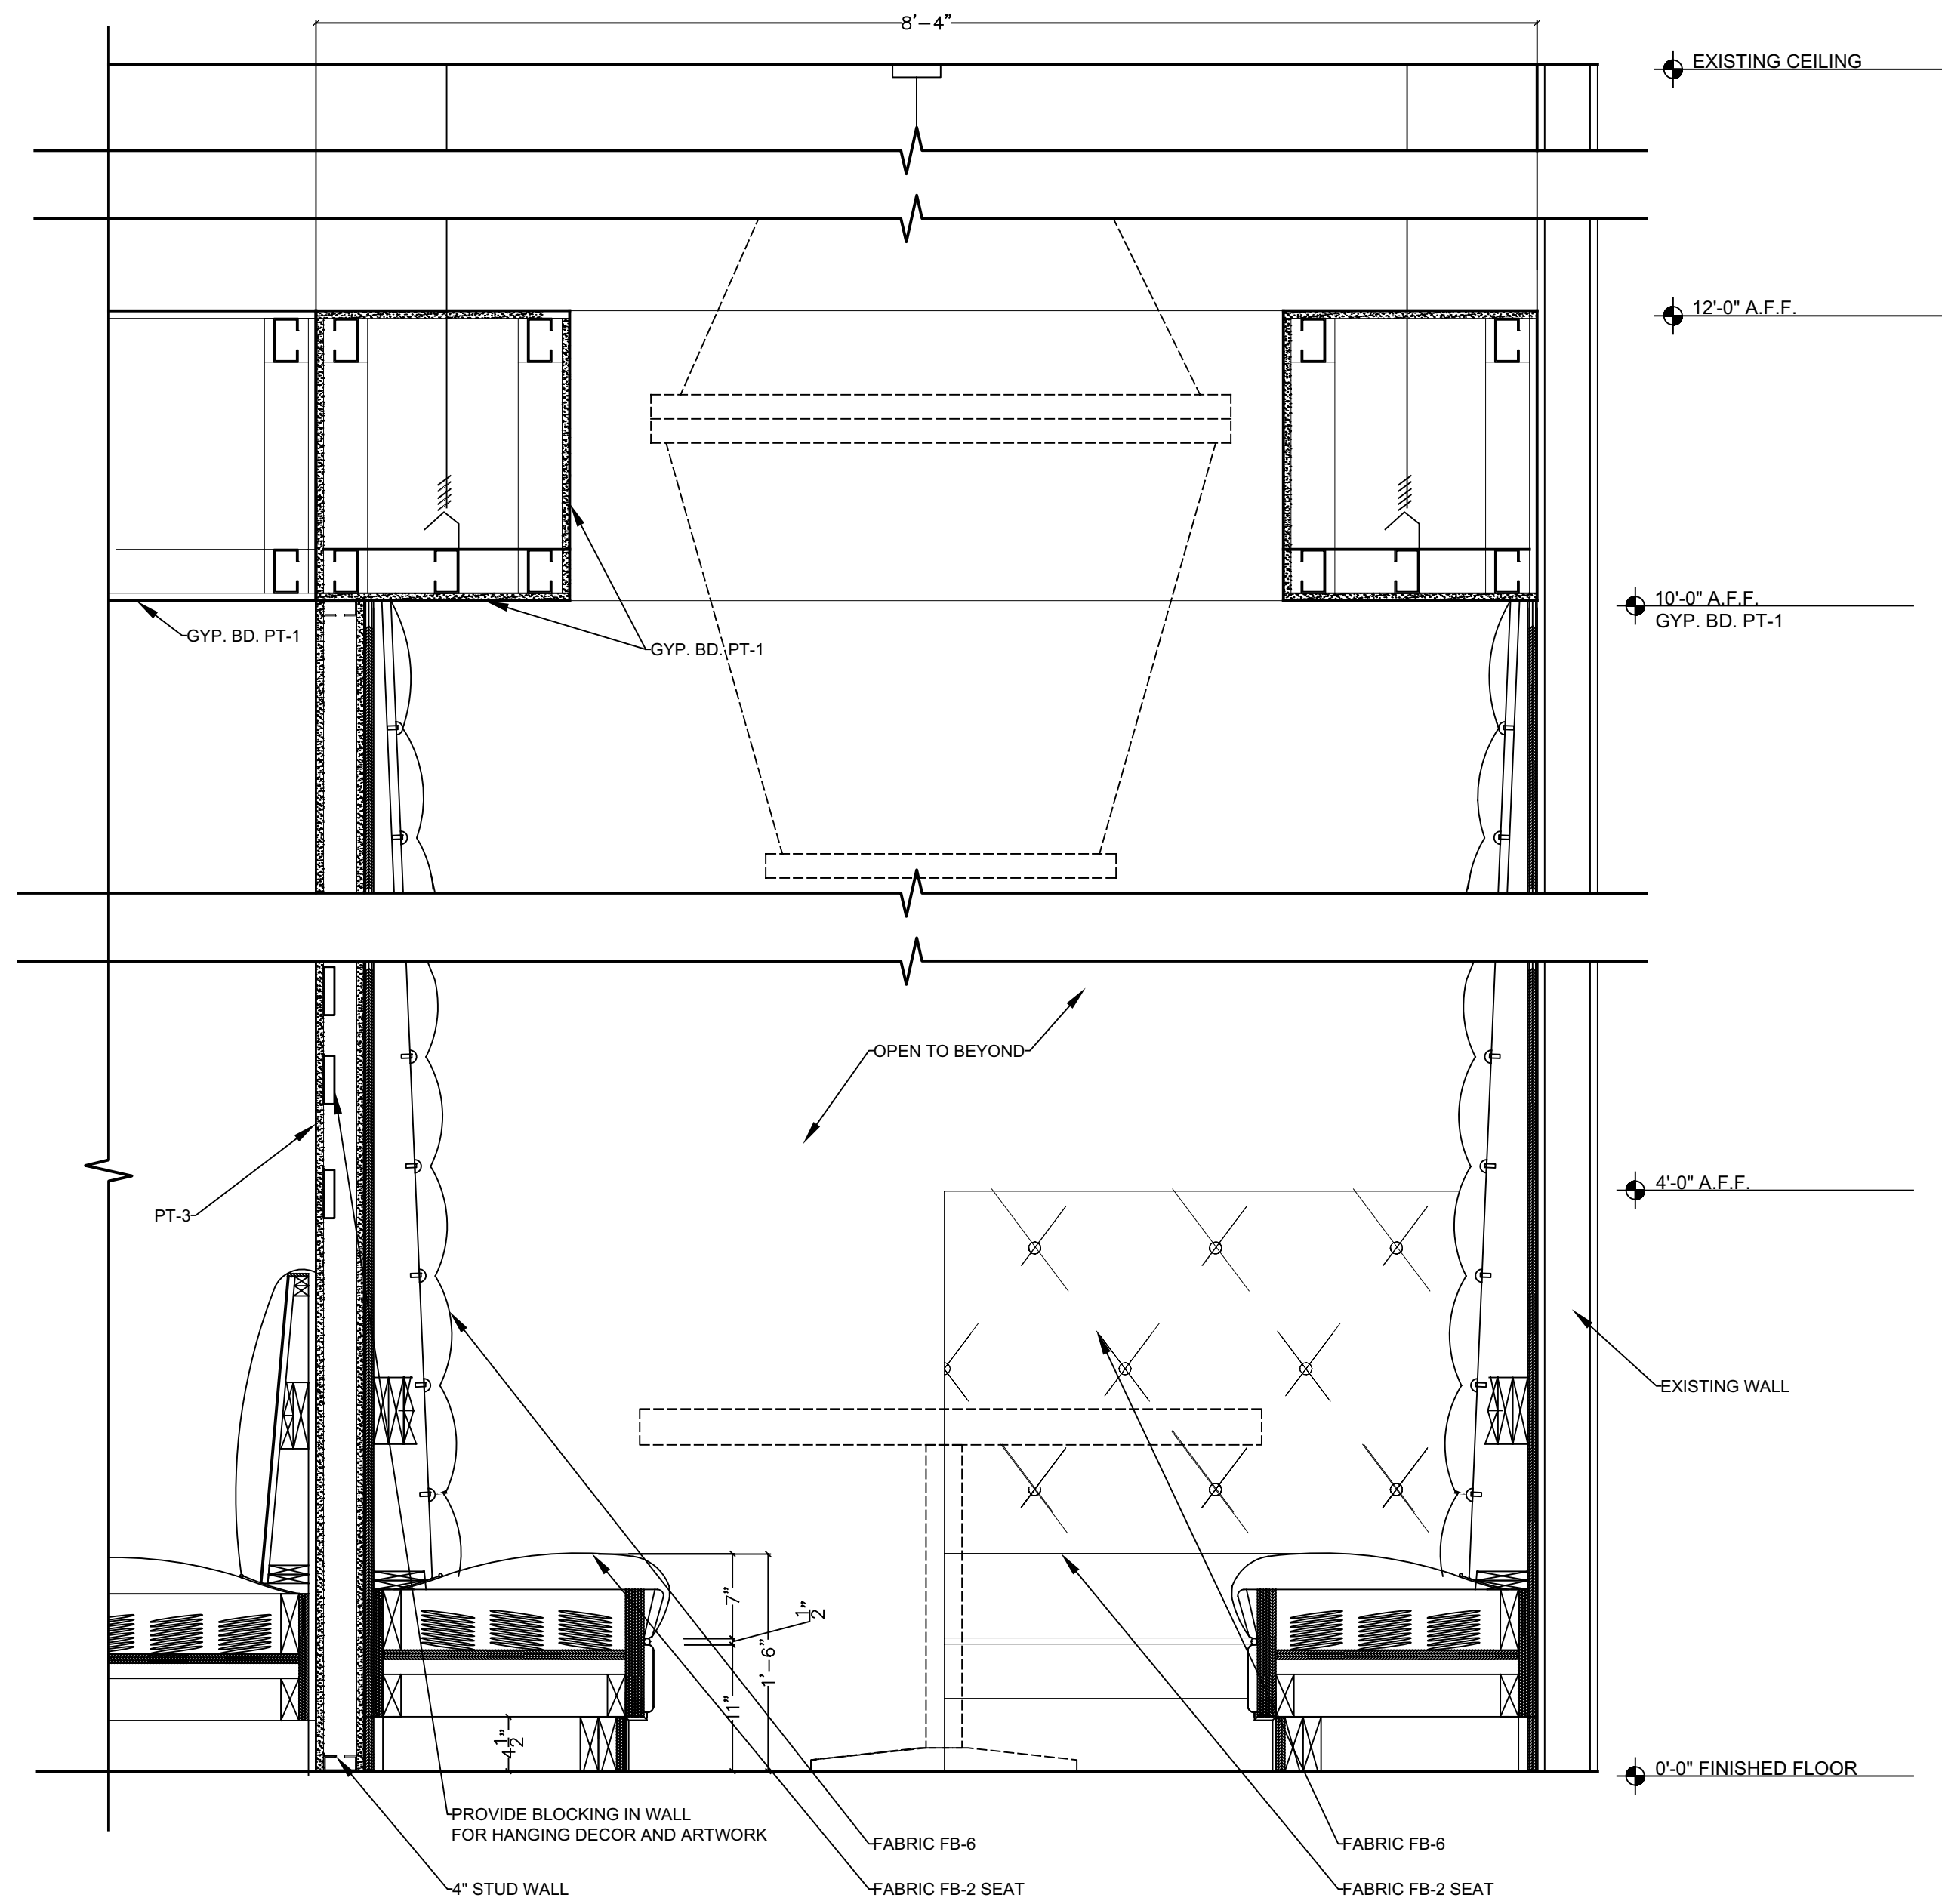 8'-4"
EXISTING CEILING
12'-0" A.F.F.
10'-0" A.F.F.
GYP. BD. PT-1
GYP. BD. PT-1
GYP. BD. PT-1
OPEN TO BEYOND
4'-0" A.F.F.
PT-3
EXISTING WALL
7"
1/2"
1'-6"
11"
4 1/2"
0'-0" FINISHED FLOOR
PROVIDE BLOCKING IN WALL
FOR HANGING DECOR AND ARTWORK
FABRIC FB-6
FABRIC FB-6
4" STUD WALL
FABRIC FB-2 SEAT
FABRIC FB-2 SEAT